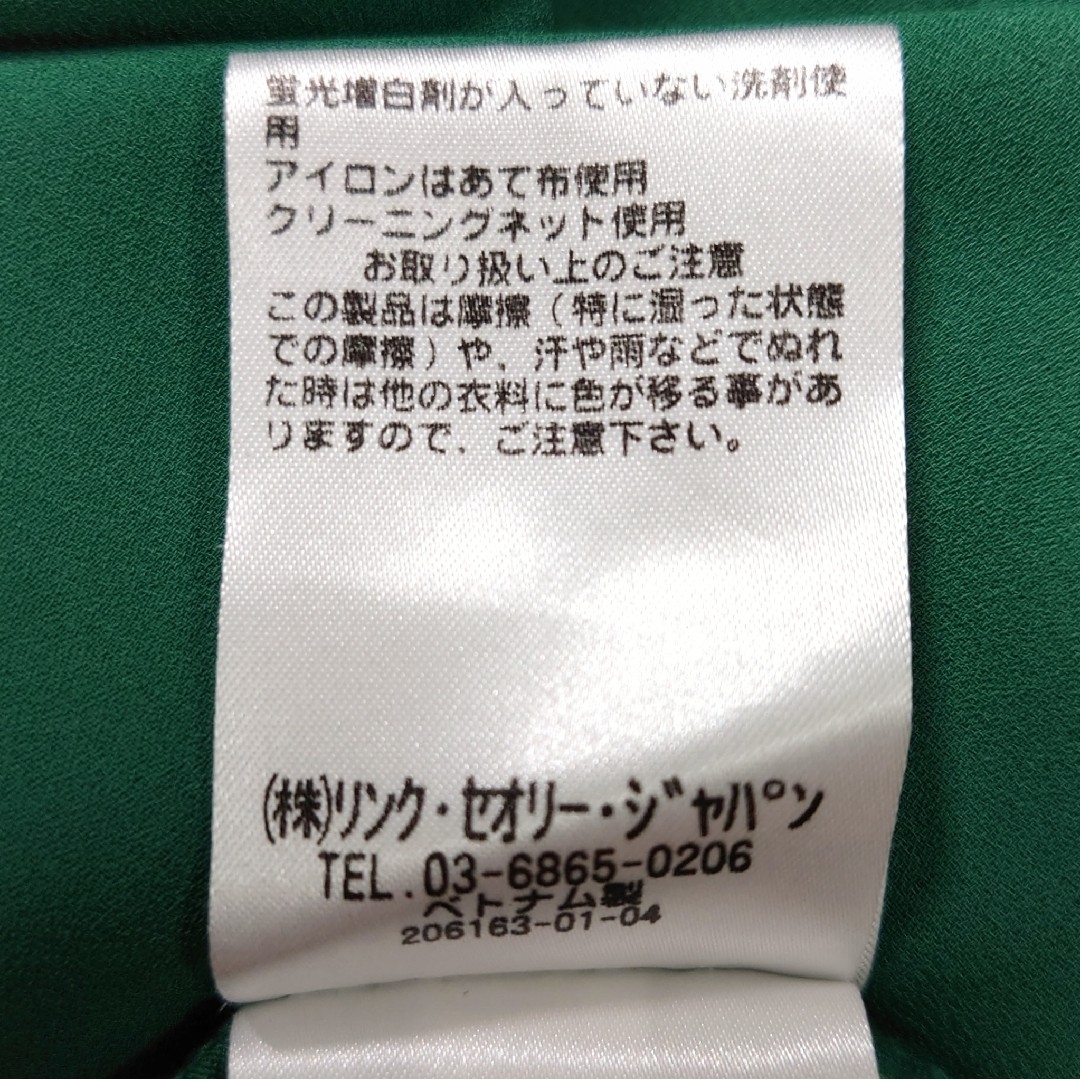 蛍光増白剤が入っていない洗剤使
用
アイロンはあて布使用
クリーニングネット使用
お取り扱い上のご注意
この製品は摩擦(特に湿った状態
での摩擦)や、汗や雨などでぬれ
た時は他の衣料に色が移る事があ
りますので、ご注意下さい。
(株)リンク・セオリー・ジャパン
TEL.03-6865-0206
ベトナム製
206163-01-04